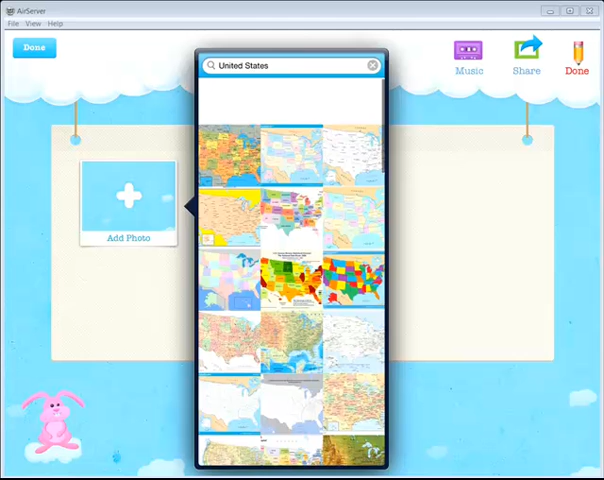 AirServer
File View Help
Done
United States
Music
Share
Done
Add Photo